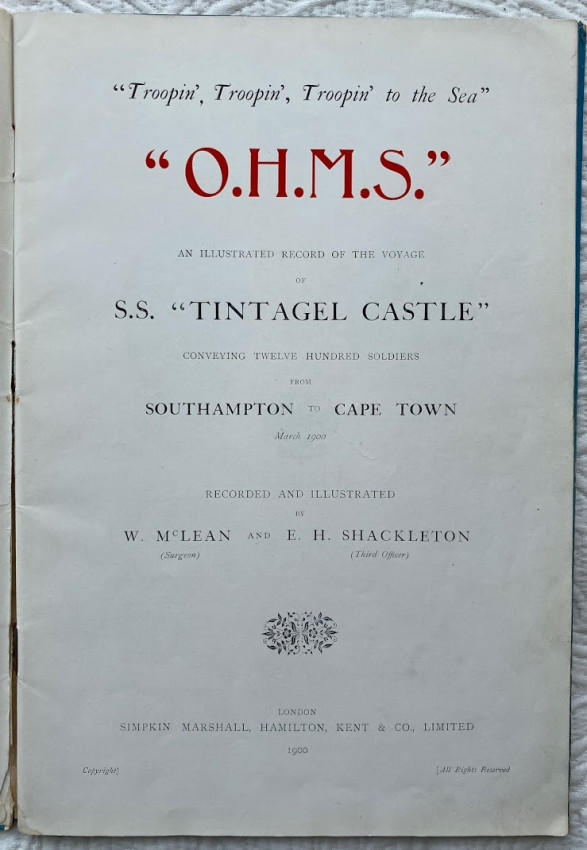 "Troopin', Troopin', Troopin' to the Sea"
"O.H.M.S."
AN ILLUSTRATED RECORD OF THE VOYAGE
OF
S.S. "TINTAGEL CASTLE"
CONVEYING TWELVE HUNDRED SOLDIERS
FROM
SOUTHAMPTON TO CAPE TOWN
March 1900
RECORDED AND ILLUSTRATED
BY
W. McLEAN AND E. H. SHACKLETON
(Surgeon) (Third Officer)
LONDON
SIMPKIN MARSHALL, HAMILTON, KENT & CO., LIMITED
1900
Copyright] [All Rights Reserved